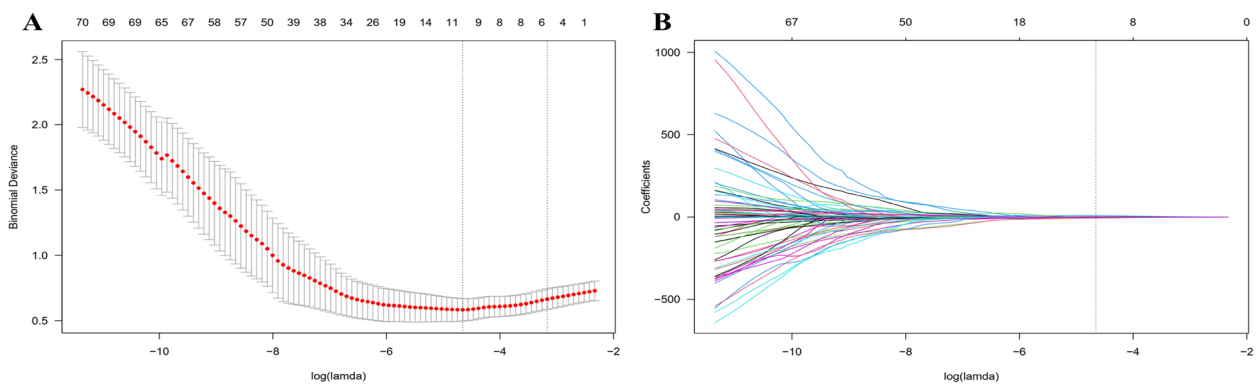 A
70 69 69 65 67 58 57 50 39 38 34 26 19 14 11 9 8 8 6 4 1
2.5
2.0
1.5
1.0
0.5
Binomial Deviance
−10 −8 −6 −4 −2
log(lamda)
B
67 50 18 8 0
1000
500
0
−500
Coefficients
−10 −8 −6 −4 −2
log(lamda)